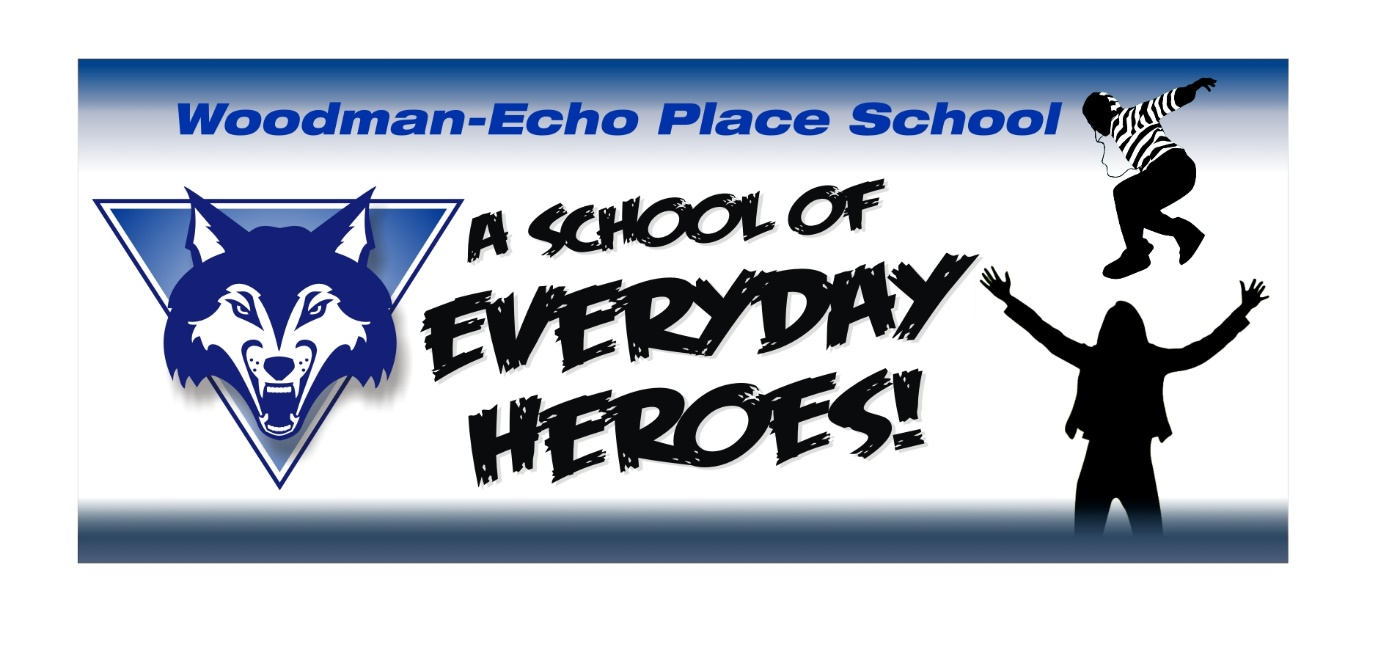 Woodman-Echo Place School
A SCHOOL OF
EVERYDAY
HEROES!